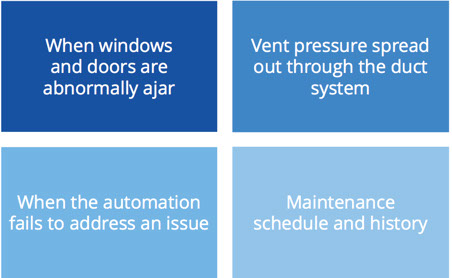 When windows
and doors are
abnormally ajar
Vent pressure spread
out through the duct
system
When the automation
fails to address an issue
Maintenance
schedule and history